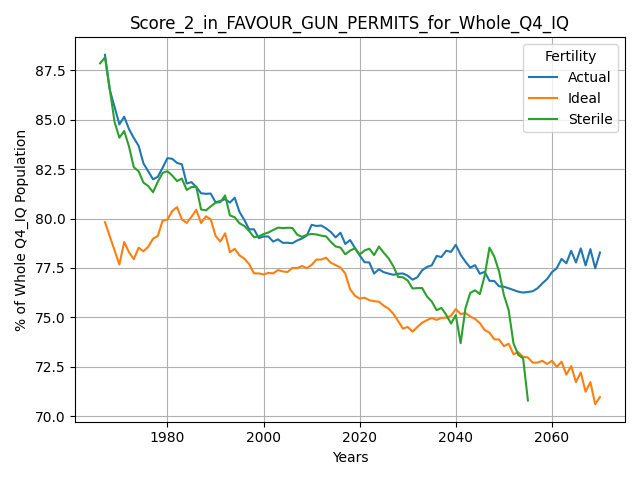 Score_2_in_FAVOUR_GUN_PERMITS_for_Whole_Q4_IQ
Fertility
Actual
Ideal
Sterile
% of Whole Q4_IQ Population
87.5
85.0
82.5
80.0
77.5
75.0
72.5
70.0
1980
2000
2020
2040
2060
Years